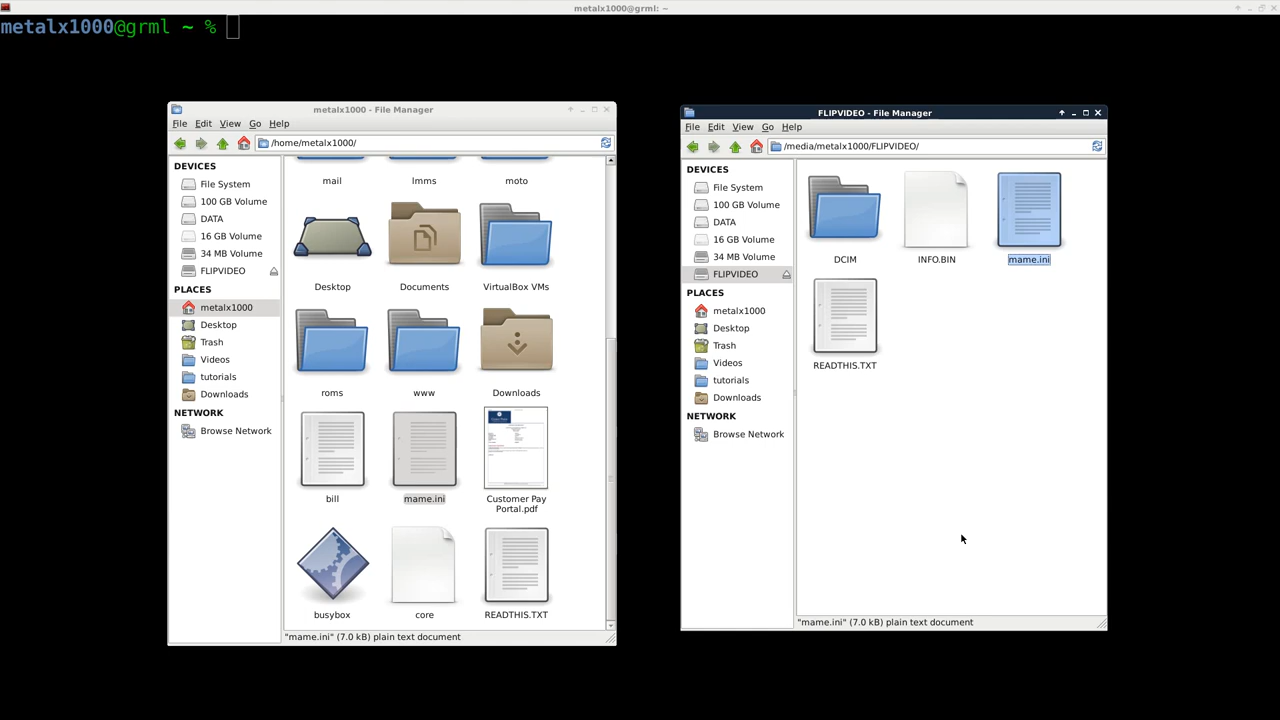 metalx1000@grml: ~
metalx1000@grml ~ %
metalx1000 - File Manager
File Edit View Go Help
/home/metalx1000/
DEVICES
File System
100 GB Volume
DATA
16 GB Volume
34 MB Volume
FLIPVIDEO
PLACES
metalx1000
Desktop
Trash
Videos
tutorials
Downloads
NETWORK
Browse Network
mail lmms moto
Desktop Documents VirtualBox VMs
roms www Downloads
bill mame.ini Customer Pay
Portal.pdf
busybox core READTHIS.TXT
"mame.ini" (7.0 kB) plain text document
FLIPVIDEO - File Manager
File Edit View Go Help
/media/metalx1000/FLIPVIDEO/
DEVICES
File System
100 GB Volume
DATA
16 GB Volume
34 MB Volume
FLIPVIDEO
PLACES
metalx1000
Desktop
Trash
Videos
tutorials
Downloads
NETWORK
Browse Network
DCIM INFO.BIN mame.ini
READTHIS.TXT
"mame.ini" (7.0 kB) plain text document